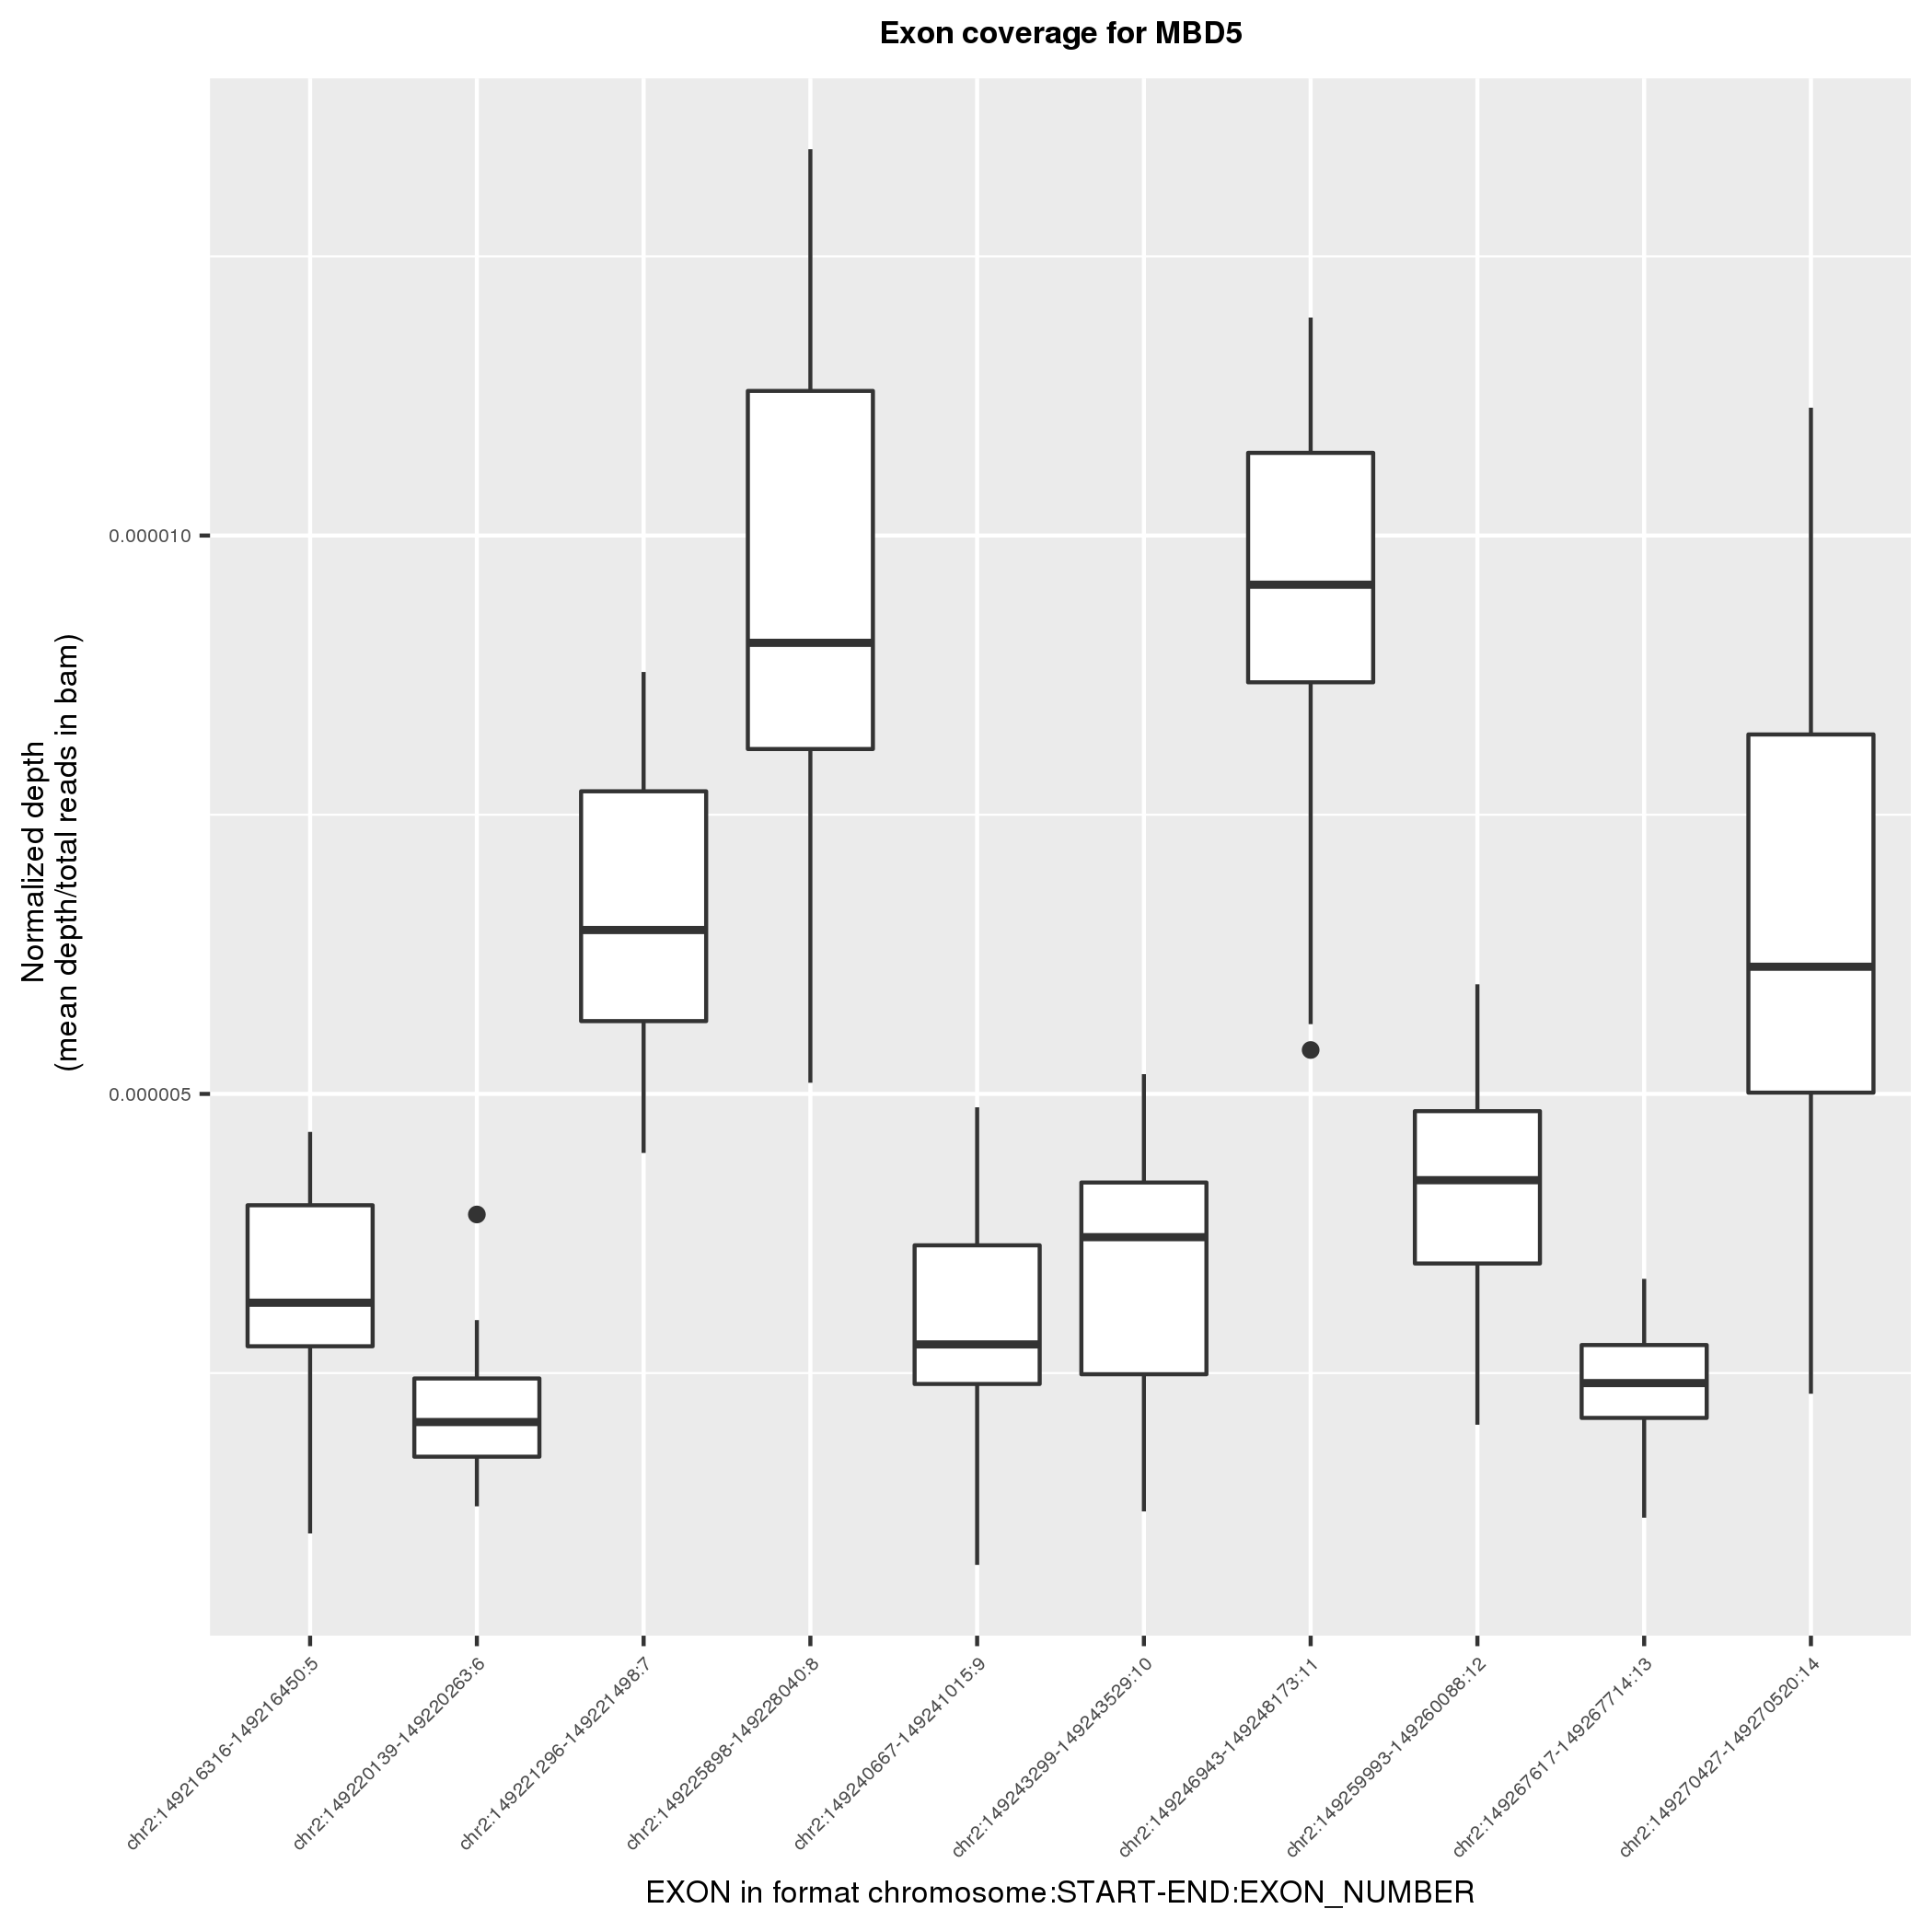 Exon coverage for MBD5
Normalized depth
(mean depth/total reads in bam)
0.000010
0.000005
chr2:149216316-149216450:5
chr2:149220139-149220263:6
chr2:149221296-149221498:7
chr2:149225898-149228040:8
chr2:149240667-149241015:9
chr2:149243299-149243529:10
chr2:149246943-149248173:11
chr2:149259993-149260088:12
chr2:149267617-149267714:13
chr2:149270427-149270520:14
EXON in format chromosome:START-END:EXON_NUMBER